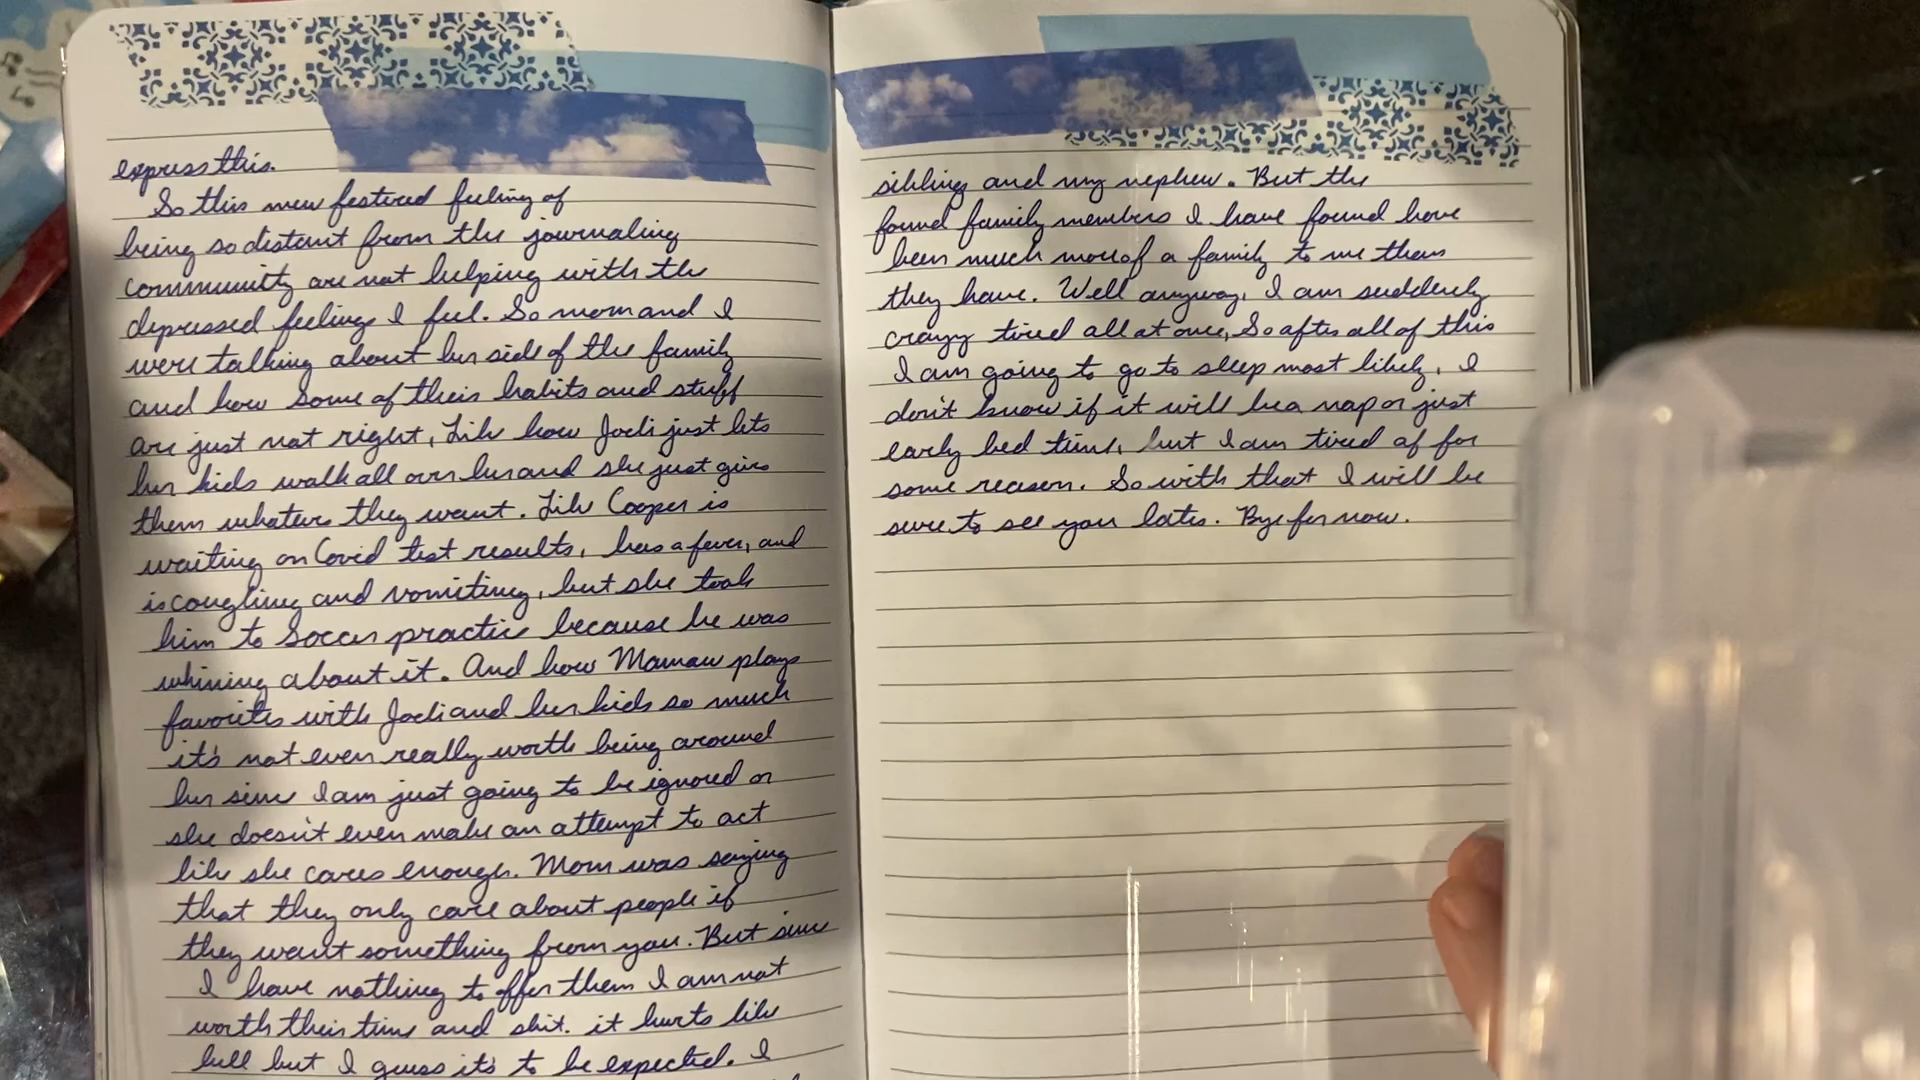 express this.
So this new festered feeling of
being so distant from the journaling
community are not helping with the
depressed feelings I feel. So mom and I
were talking about her side of the family
and how some of their habits and stuff
are just not right, Like how Jodi just lets
her kids walk all over her and she just gives
them whatever they want. Like Cooper is
waiting on Covid test results, has a fever, and
is coughing and vomiting, but she took
him to Soccer practice because he was
whining about it. And how Mamaw plays
favorites with Jodi and her kids so much
it's not even really worth being around
her since I am just going to be ignored or
she doesn't even make an attempt to act
like she cares enough. Mom was saying
that they only care about people if
they want something from you. But since
I have nothing to offer them I am not
worth their time and shit. it hurts like
hell but I guess it's to be expected. I
siblings and my nephew. But the
found family members I have found have
been much more of a family to me than
they have. Well anyway, I am suddenly
crazy tired all at once, So after all of this
I am going to go to sleep most likely, I
don't know if it will be a nap or just
early bed time, but I am tired af for
some reason. So with that I will be
sure to see you later. Bye for now.